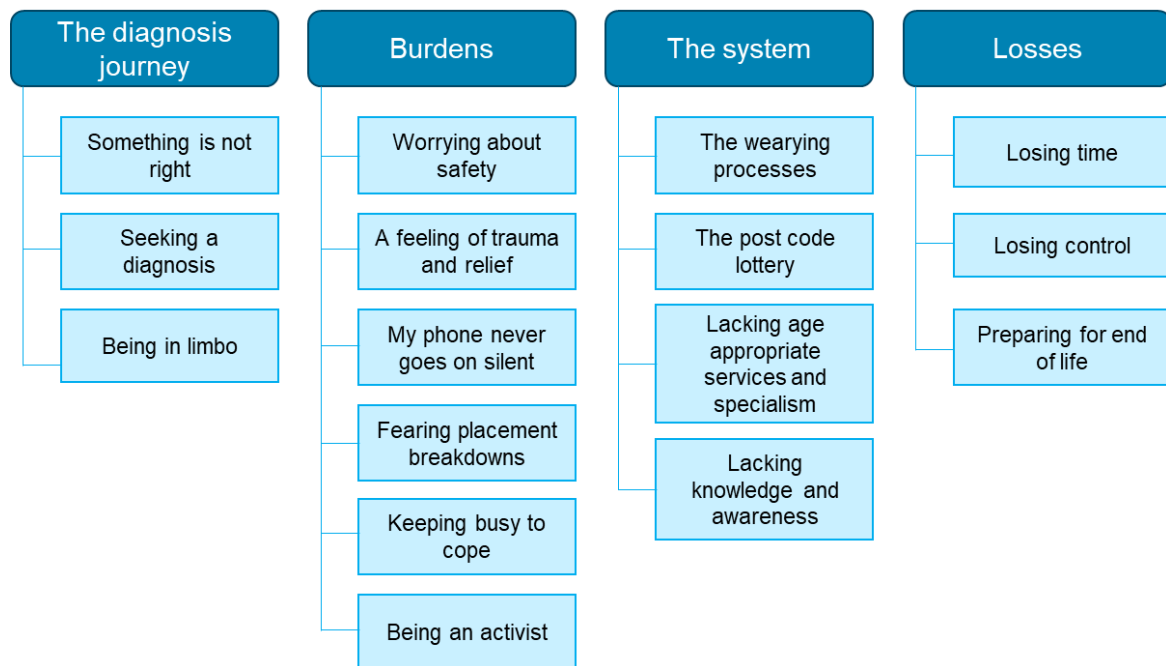 The diagnosis
journey
Something is not
right
Seeking a
diagnosis
Being in limbo
Burdens
Worrying about
safety
A feeling of trauma
and relief
My phone never
goes on silent
Fearing placement
breakdowns
Keeping busy to
cope
Being an activist
The system
The wearying
processes
The post code
lottery
Lacking age
appropriate
services and
specialism
Lacking
knowledge and
awareness
Losses
Losing time
Losing control
Preparing for end
of life